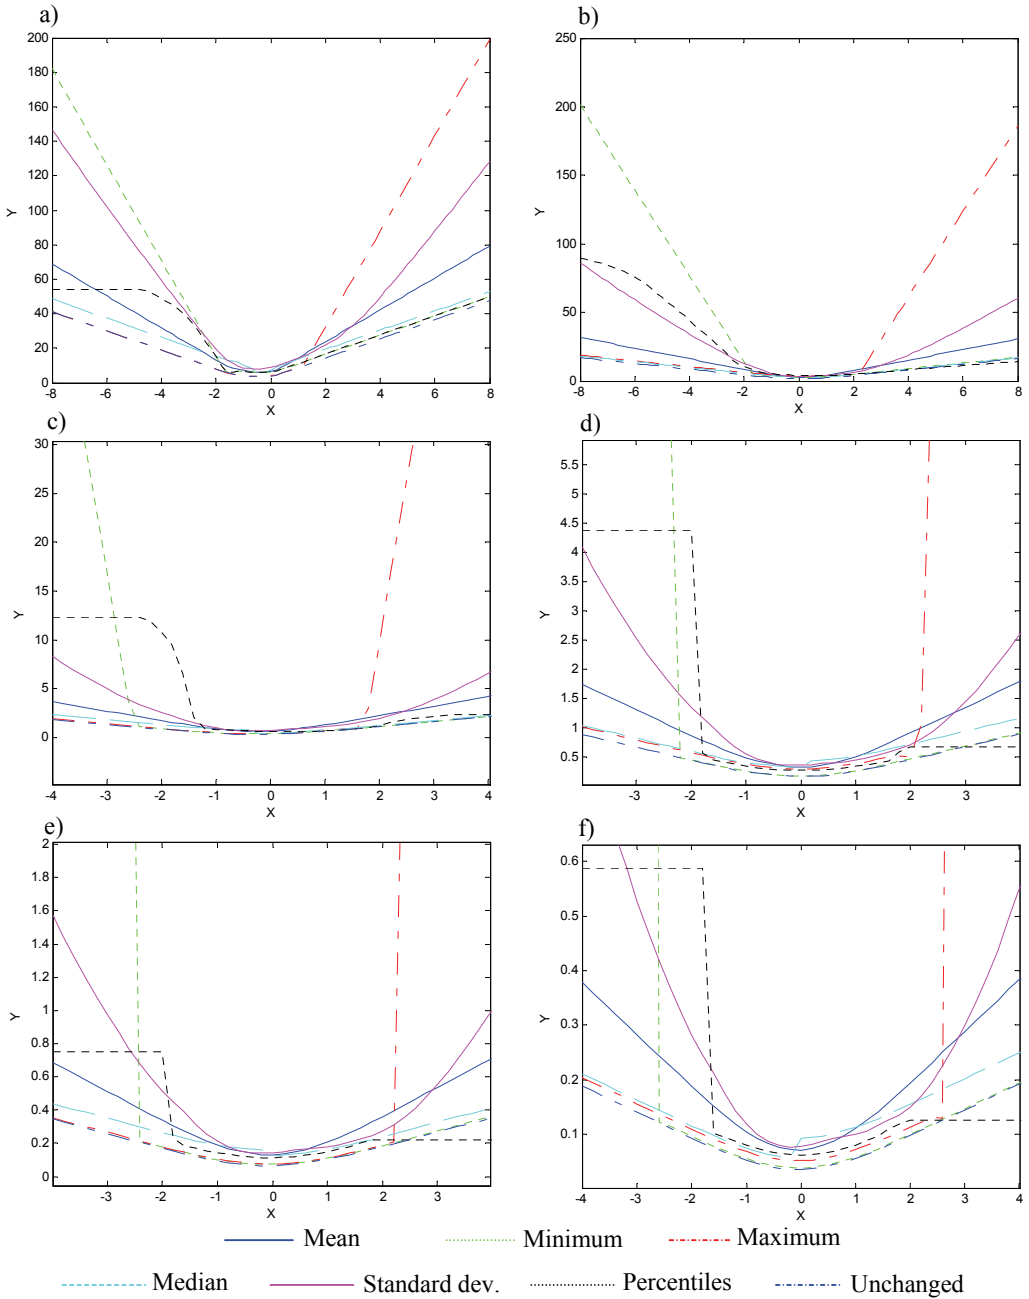 a)
200
180
160
140
120
100
80
60
40
20
0
Y
-8 -6 -4 -2 0 2 4 6 8
X
b)
250
200
150
100
50
0
Y
-8 -6 -4 -2 0 2 4 6 8
X
c)
30
25
20
15
10
5
0
Y
-4 -3 -2 -1 0 1 2 3 4
X
d)
5.5
5
4.5
4
3.5
3
2.5
2
1.5
1
0.5
Y
-3 -2 -1 0 1 2 3
X
e)
2
1.8
1.6
1.4
1.2
1
0.8
0.6
0.4
0.2
0
Y
-4 -3 -2 -1 0 1 2 3
X
f)
0.6
0.5
0.4
0.3
0.2
0.1
Y
-4 -3 -2 -1 0 1 2 3 4
X
Mean Minimum Maximum
Median Standard dev. Percentiles Unchanged